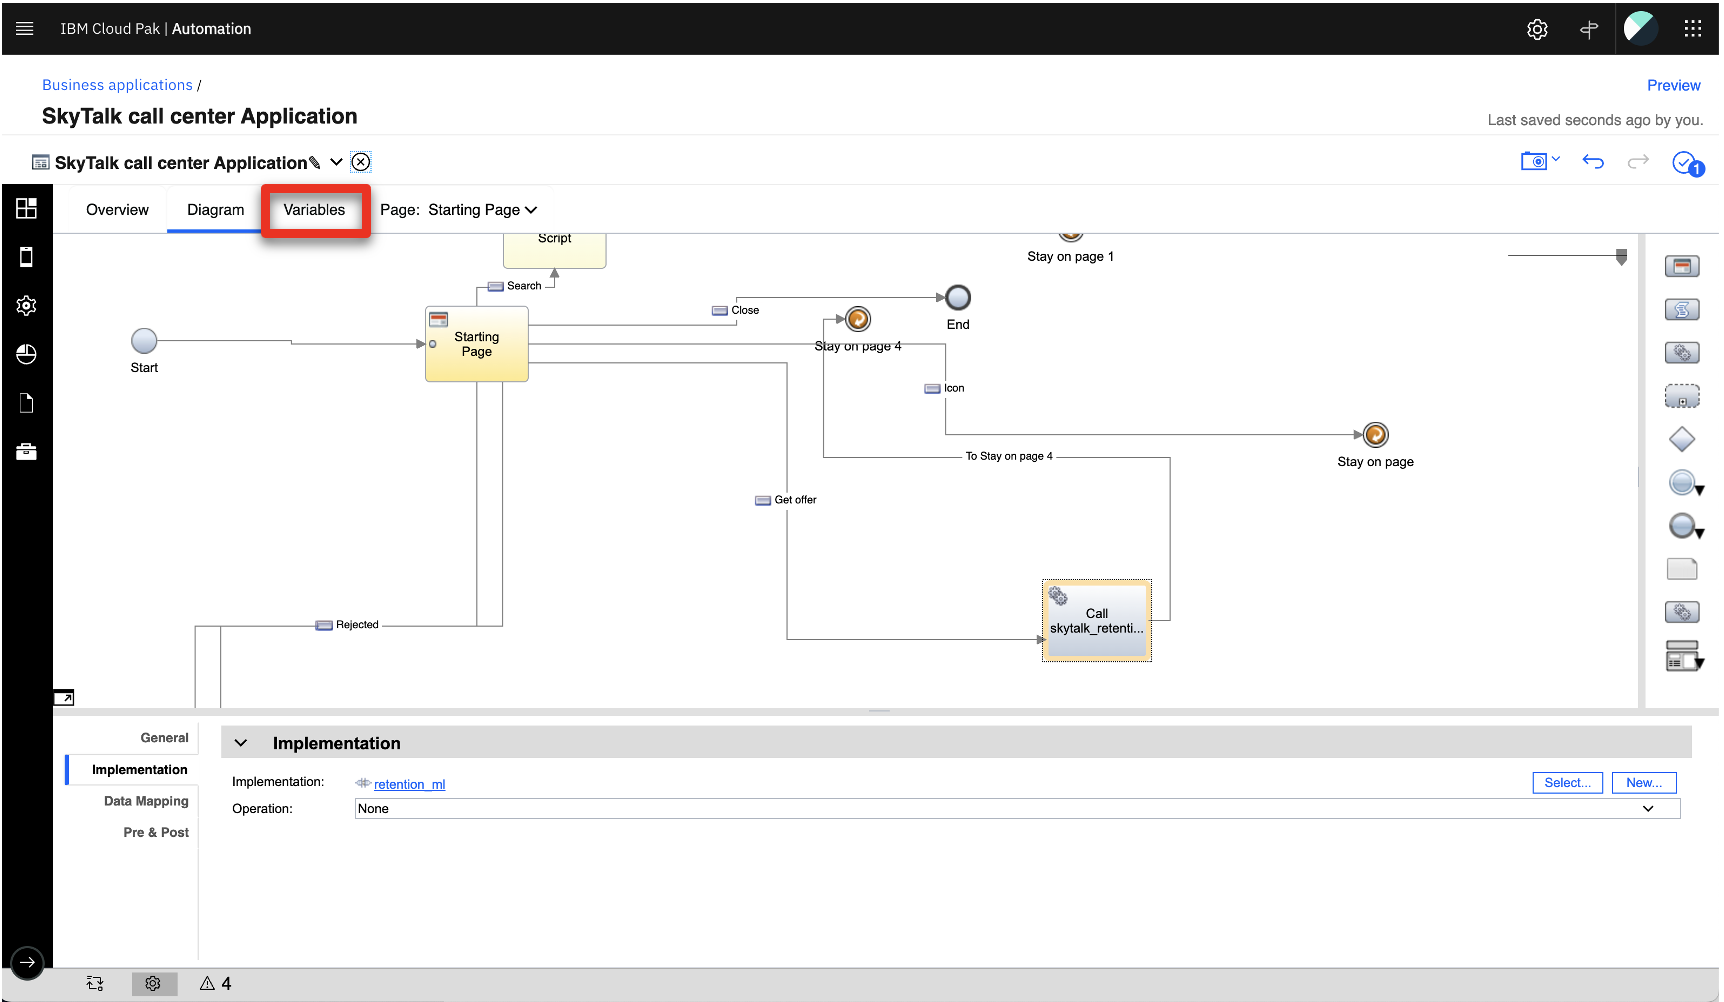 IBM Cloud Pak | Automation
Business applications /
Preview
SkyTalk call center Application
Last saved seconds ago by you.
SkyTalk call center Application
1
Overview
Diagram
Variables
Page: Starting Page
Script
Stay on page 1
Search
Close
Starting
Page
End
Start
Stay on page 4
Icon
To Stay on page 4
Stay on page
Get offer
Call
skytalk_retenti...
Rejected
General
Implementation
Data Mapping
Pre & Post
Implementation
Implementation:
retention_ml
Select...
New...
Operation:
None
4